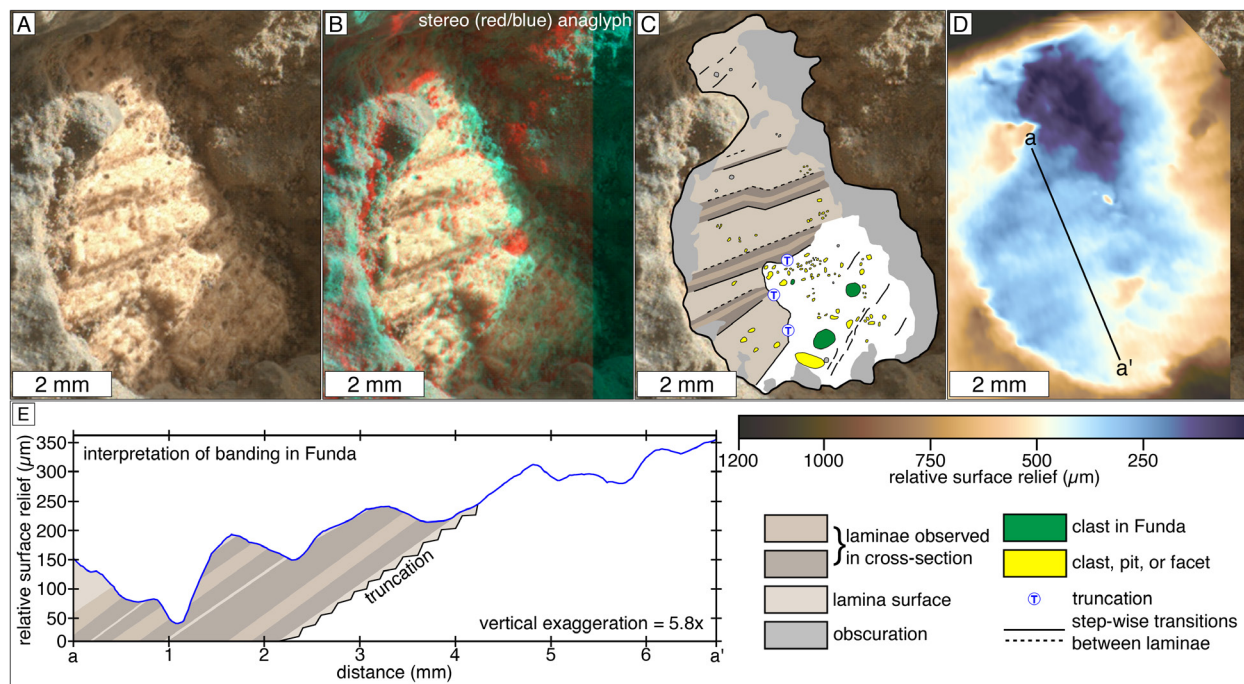 A
B
stereo (red/blue) anaglyph
C
T
T
T
D
a
a'
2 mm
2 mm
2 mm
2 mm
E
interpretation of banding in Funda
350
300
250
200
150
100
50
0
relative surface relief (µm)
truncation
vertical exaggeration = 5.8x
a
1
2
3
4
5
6
a'
distance (mm)
1200
1000
750
500
250
relative surface relief (µm)
laminae observed
in cross-section
lamina surface
obscuration
clast in Funda
clast, pit, or facet
T
truncation
step-wise transitions
between laminae